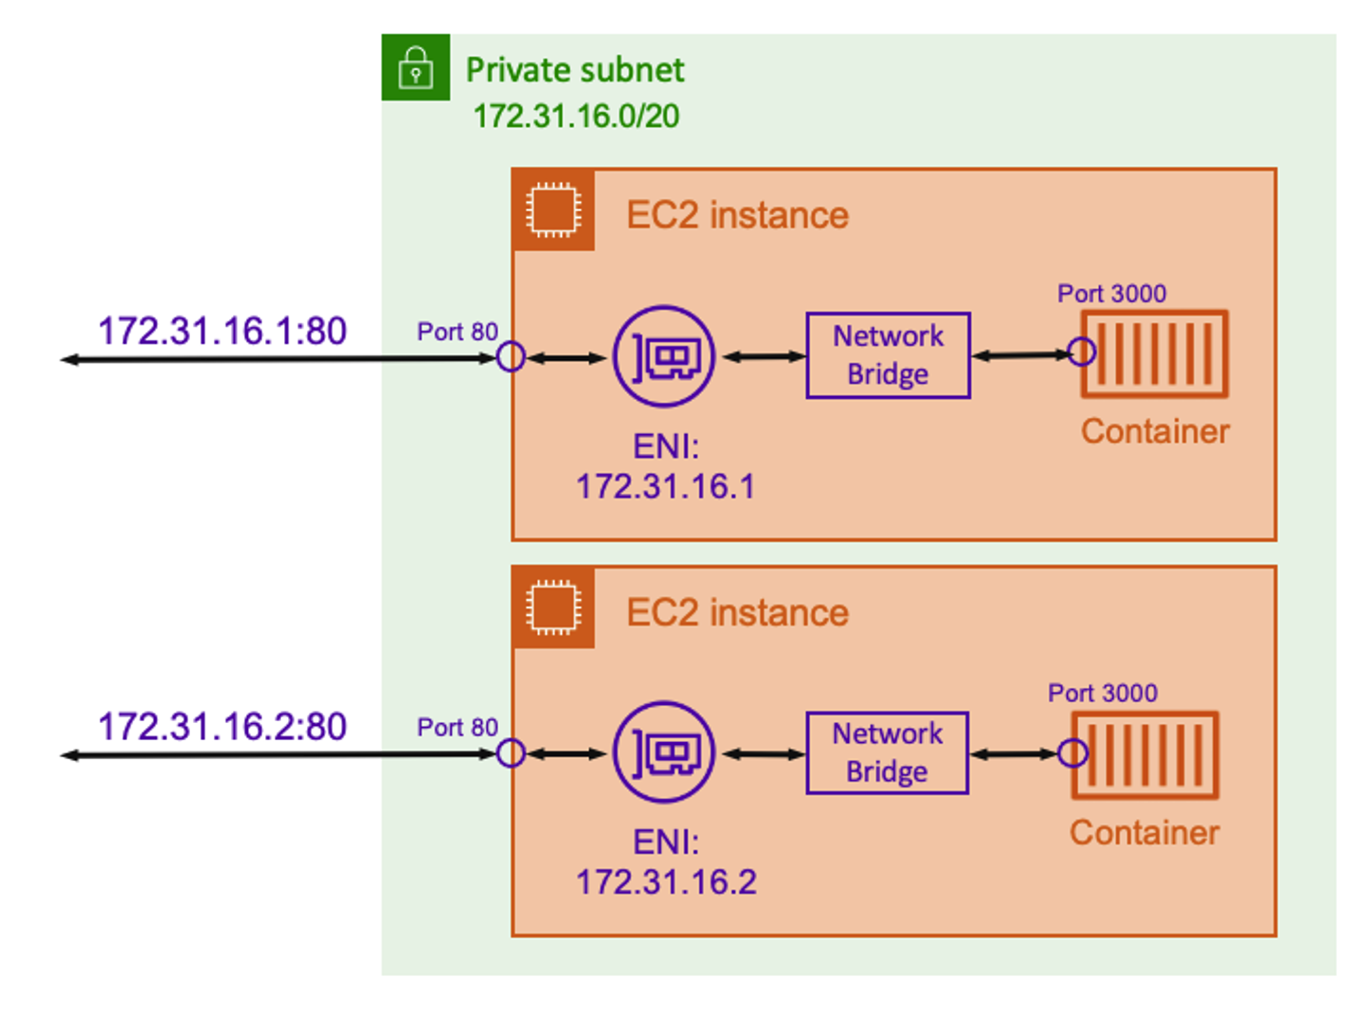 Private subnet
172.31.16.0/20
EC2 instance
Port 3000
172.31.16.1:80
Port 80
Network
Bridge
Container
ENI:
172.31.16.1
EC2 instance
Port 3000
172.31.16.2:80
Port 80
Network
Bridge
Container
ENI:
172.31.16.2